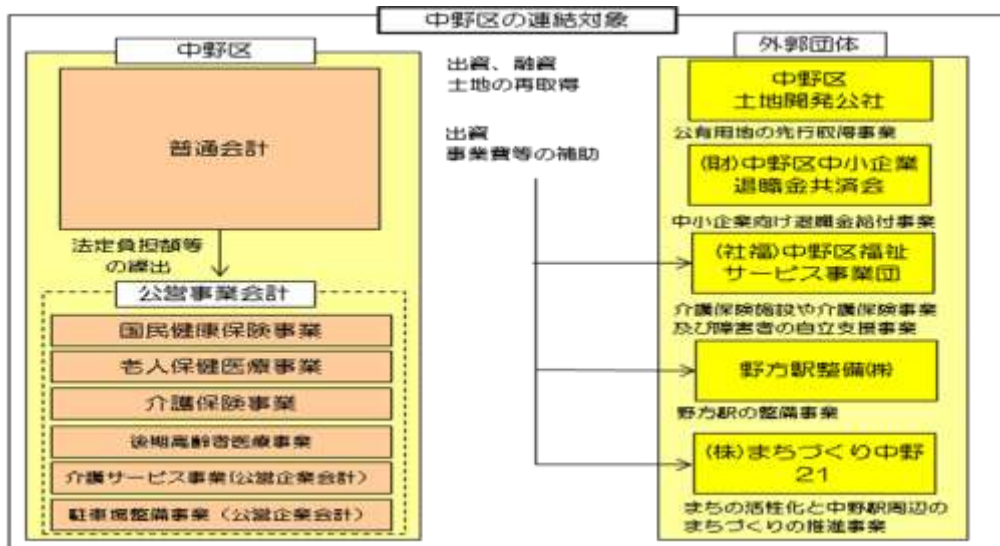 中野区の連結対象
中野区
普通会計
法定負担額等
の繰出
公営事業会計
国民健康保険事業
老人保健医療事業
介護保険事業
後期高齢者医療事業
介護サービス事業(公営企業会計)
駐車場整備事業(公営企業会計)
出資、融資
土地の再取得
出資
事業費等の補助
外郭団体
中野区
土地開発公社
公有用地の先行取得事業
(財)中野区中小企業
退職金共済会
中小企業向け退職金給付事業
(社福)中野区福祉
サービス事業団
介護保険施設や介護保険事業
及び障害者の自立支援事業
野方駅整備㈱
野方駅の整備事業
(株)まちづくり中野
21
まちの活性化と中野駅周辺の
まちづくりの推進事業